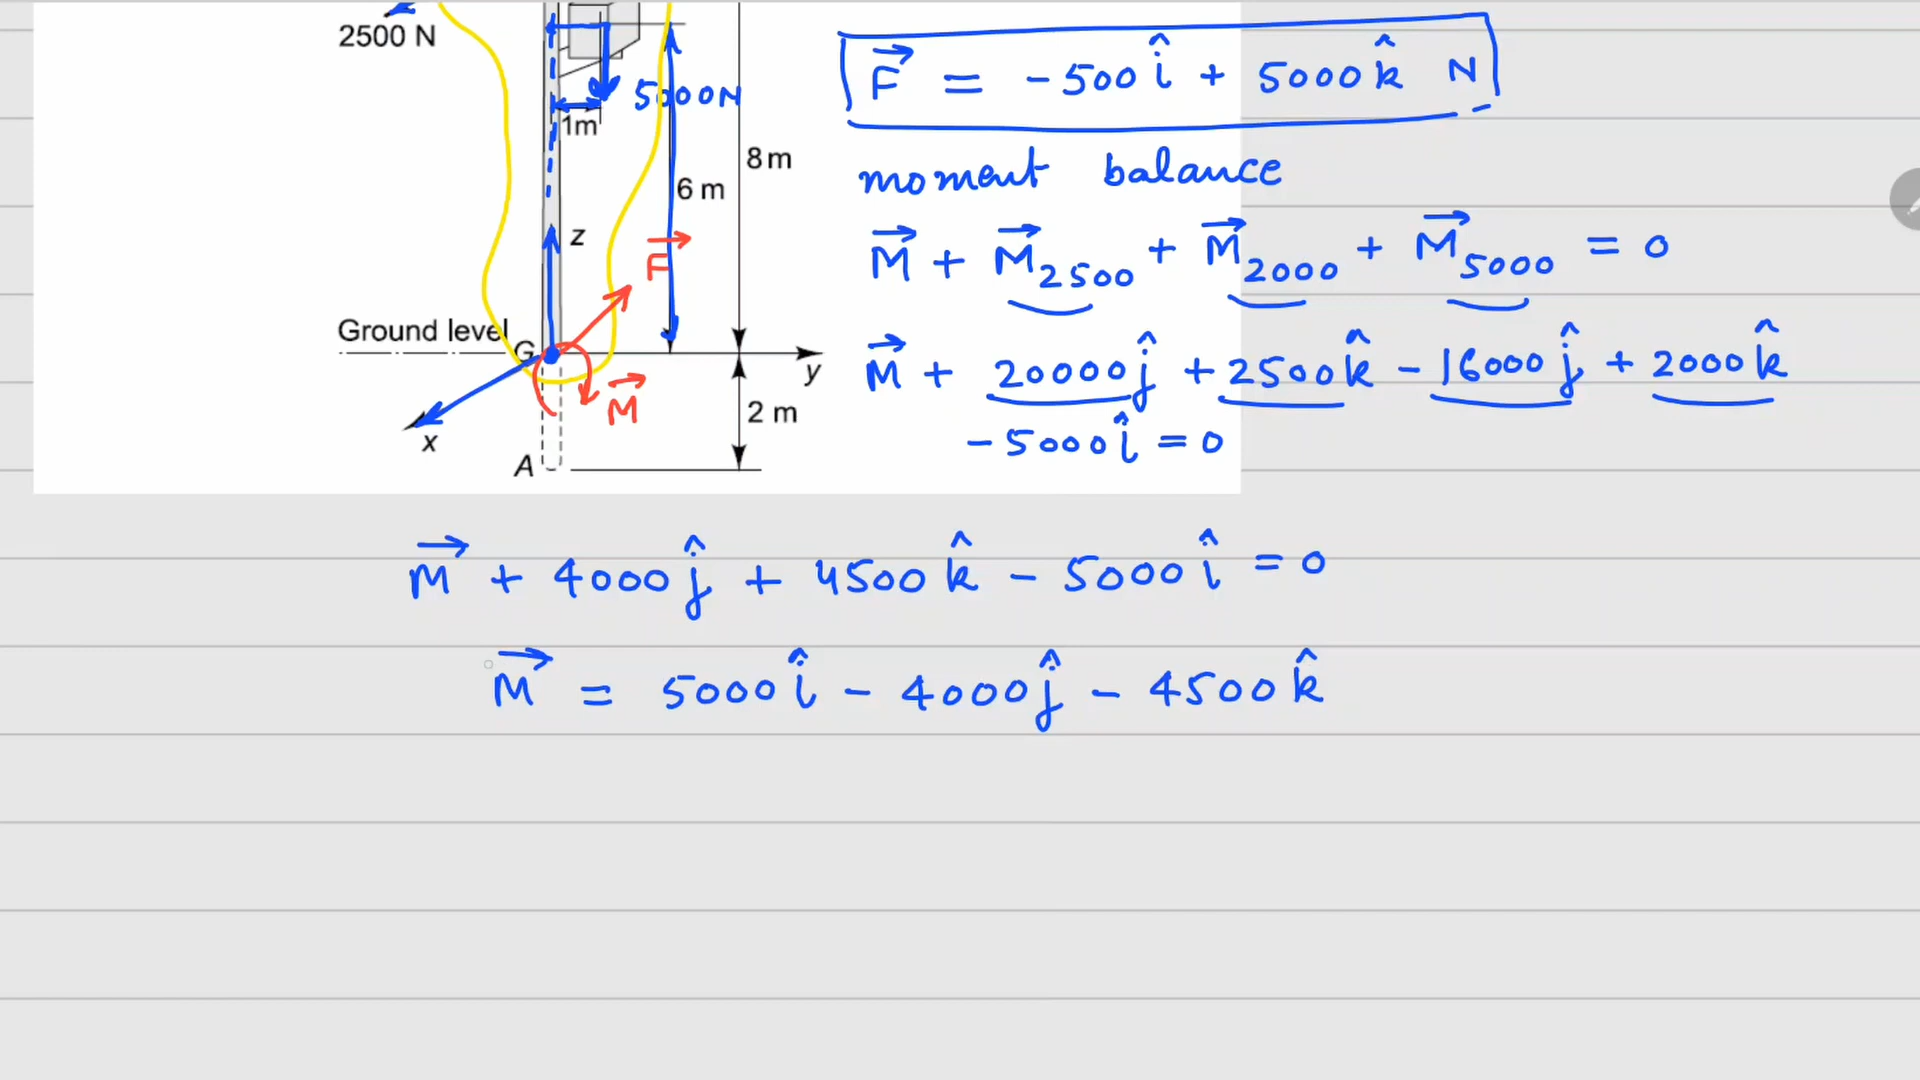 2500 N
5000N
1m
8 m
6 m
z
F
Ground level
G
y
M
x
2 m
A
F = -500 î + 5000 k̂ N
moment balance
M + M2500 + M2000 + M5000 = 0
M + 20000 ĵ + 2500 k̂ - 16000 ĵ + 2000 k̂
- 5000 î = 0
M + 4000 ĵ + 4500 k̂ - 5000 î = 0
M = 5000 î - 4000 ĵ - 4500 k̂